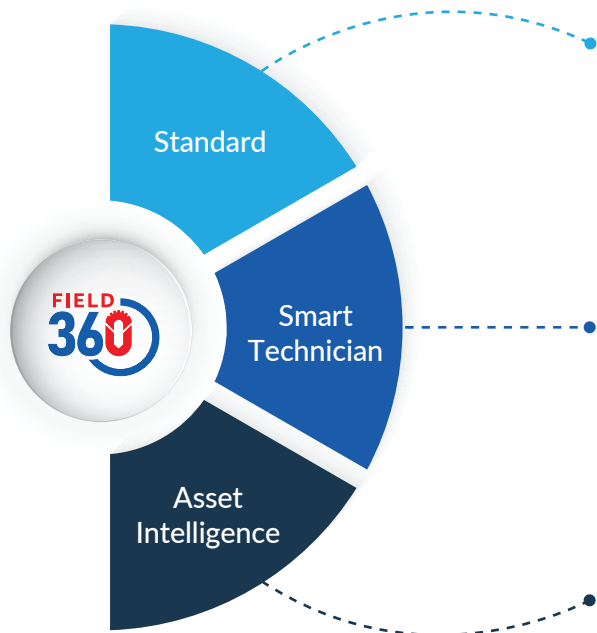 Standard
FIELD
360
Smart
Technician
Asset
Intelligence